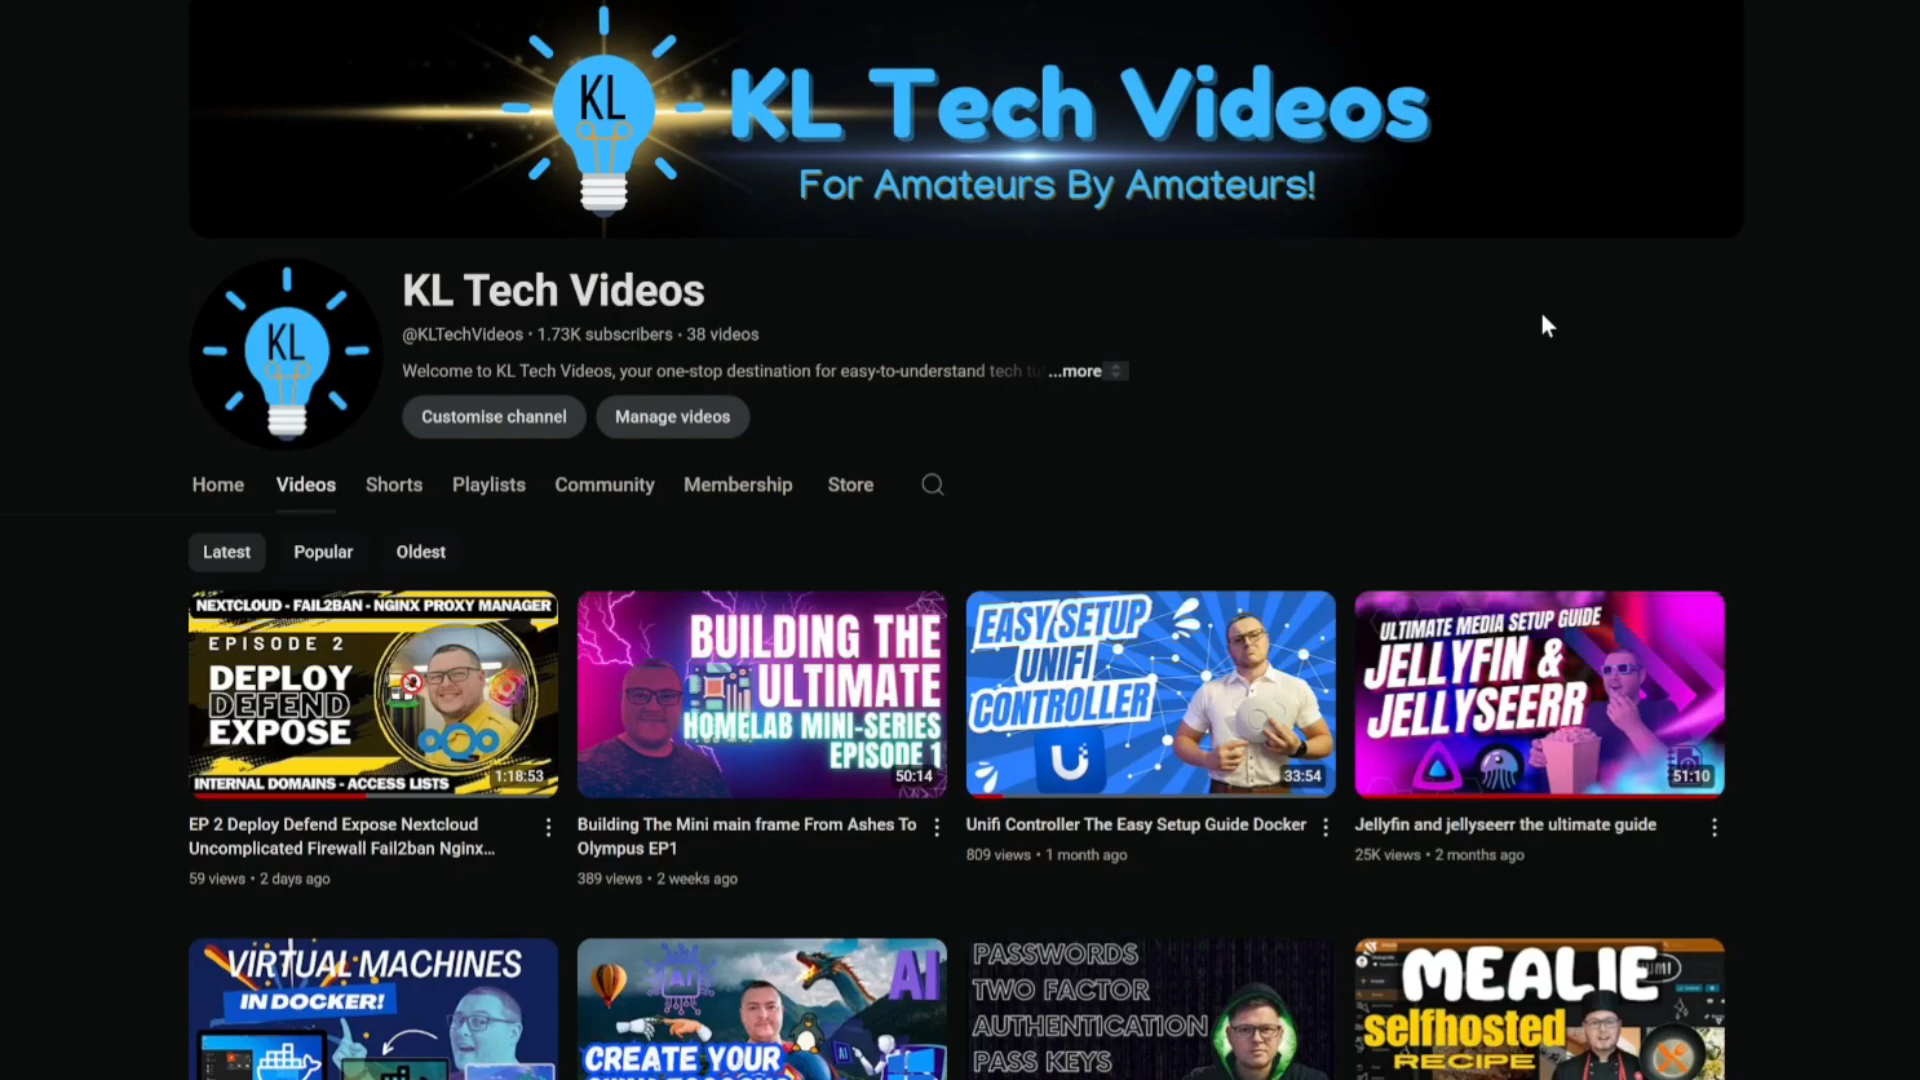 KL
KL Tech Videos
For Amateurs By Amateurs!
KL
KL Tech Videos
@KLTechVideos • 1.73K subscribers • 38 videos
Welcome to KL Tech Videos, your one-stop destination for easy-to-understand tech ...more
Customise channel
Manage videos
Home
Videos
Shorts
Playlists
Community
Membership
Store
Latest
Popular
Oldest
NEXTCLOUD - FAIL2BAN - NGINX PROXY MANAGER
EPISODE 2
DEPLOY
DEFEND
EXPOSE
INTERNAL DOMAINS - ACCESS LISTS
1:18:53
BUILDING THE
ULTIMATE
HOMELAB MINI-SERIES
EPISODE 1
50:14
EASY SETUP
UNIFI
CONTROLLER
U
33:54
ULTIMATE MEDIA SETUP GUIDE
JELLYFIN &
JELLYSEERR
51:10
EP 2 Deploy Defend Expose Nextcloud
Uncomplicated Firewall Fail2ban Nginx...
59 views • 2 days ago
Building The Mini main frame From Ashes To
Olympus EP1
389 views • 2 weeks ago
Unifi Controller The Easy Setup Guide Docker
809 views • 1 month ago
Jellyfin and jellyseerr the ultimate guide
25K views • 2 months ago
VIRTUAL MACHINES
IN DOCKER!
AI
AI
AI
CREATE YOUR
PASSWORDS
TWO FACTOR
AUTHENTICATION
PASS KEYS
MEALIE
selfhosted
RECIPE